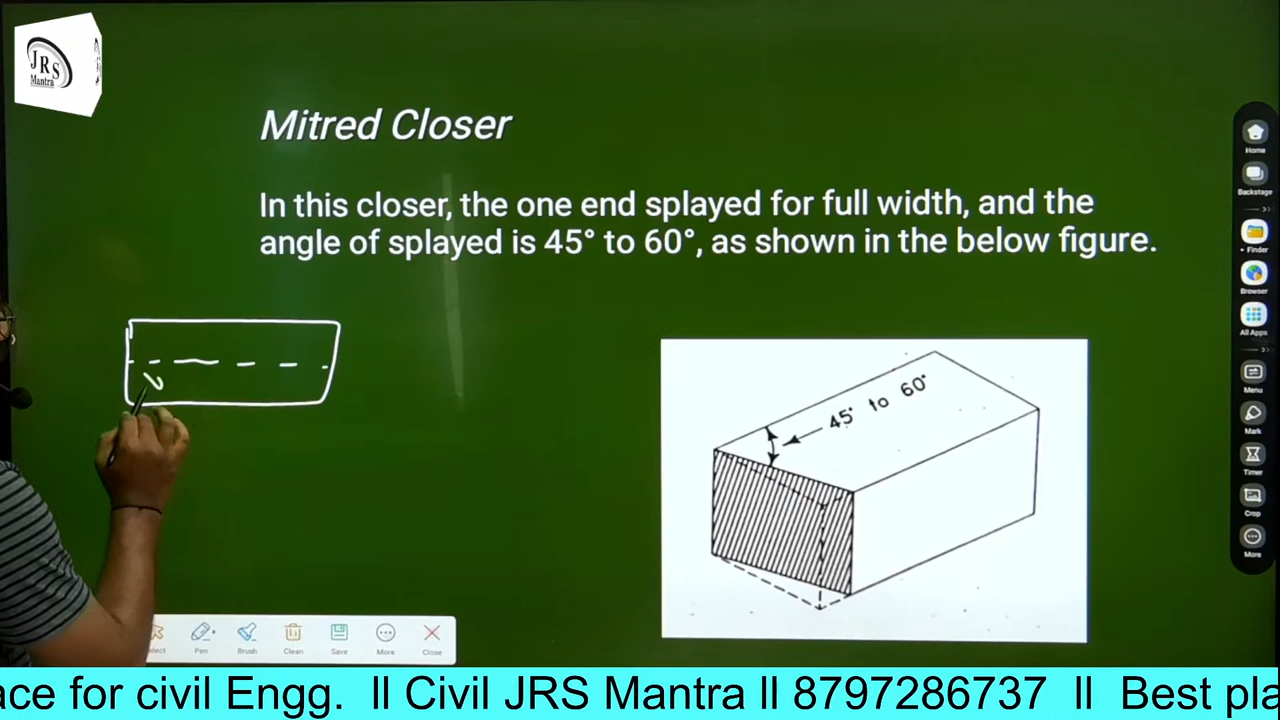 JRS
Mantra
Mitred Closer
In this closer, the one end splayed for full width, and the
angle of splayed is 45° to 60°, as shown in the below figure.
45° to 60°
Home
Backstage
Finder
Browser
All Apps
Menu
Mark
Timer
Crop
More
elect
Pen
Brush
Clean
Save
More
Close
ace for civil Engg. ll Civil JRS Mantra ll 8797286737 ll Best pla